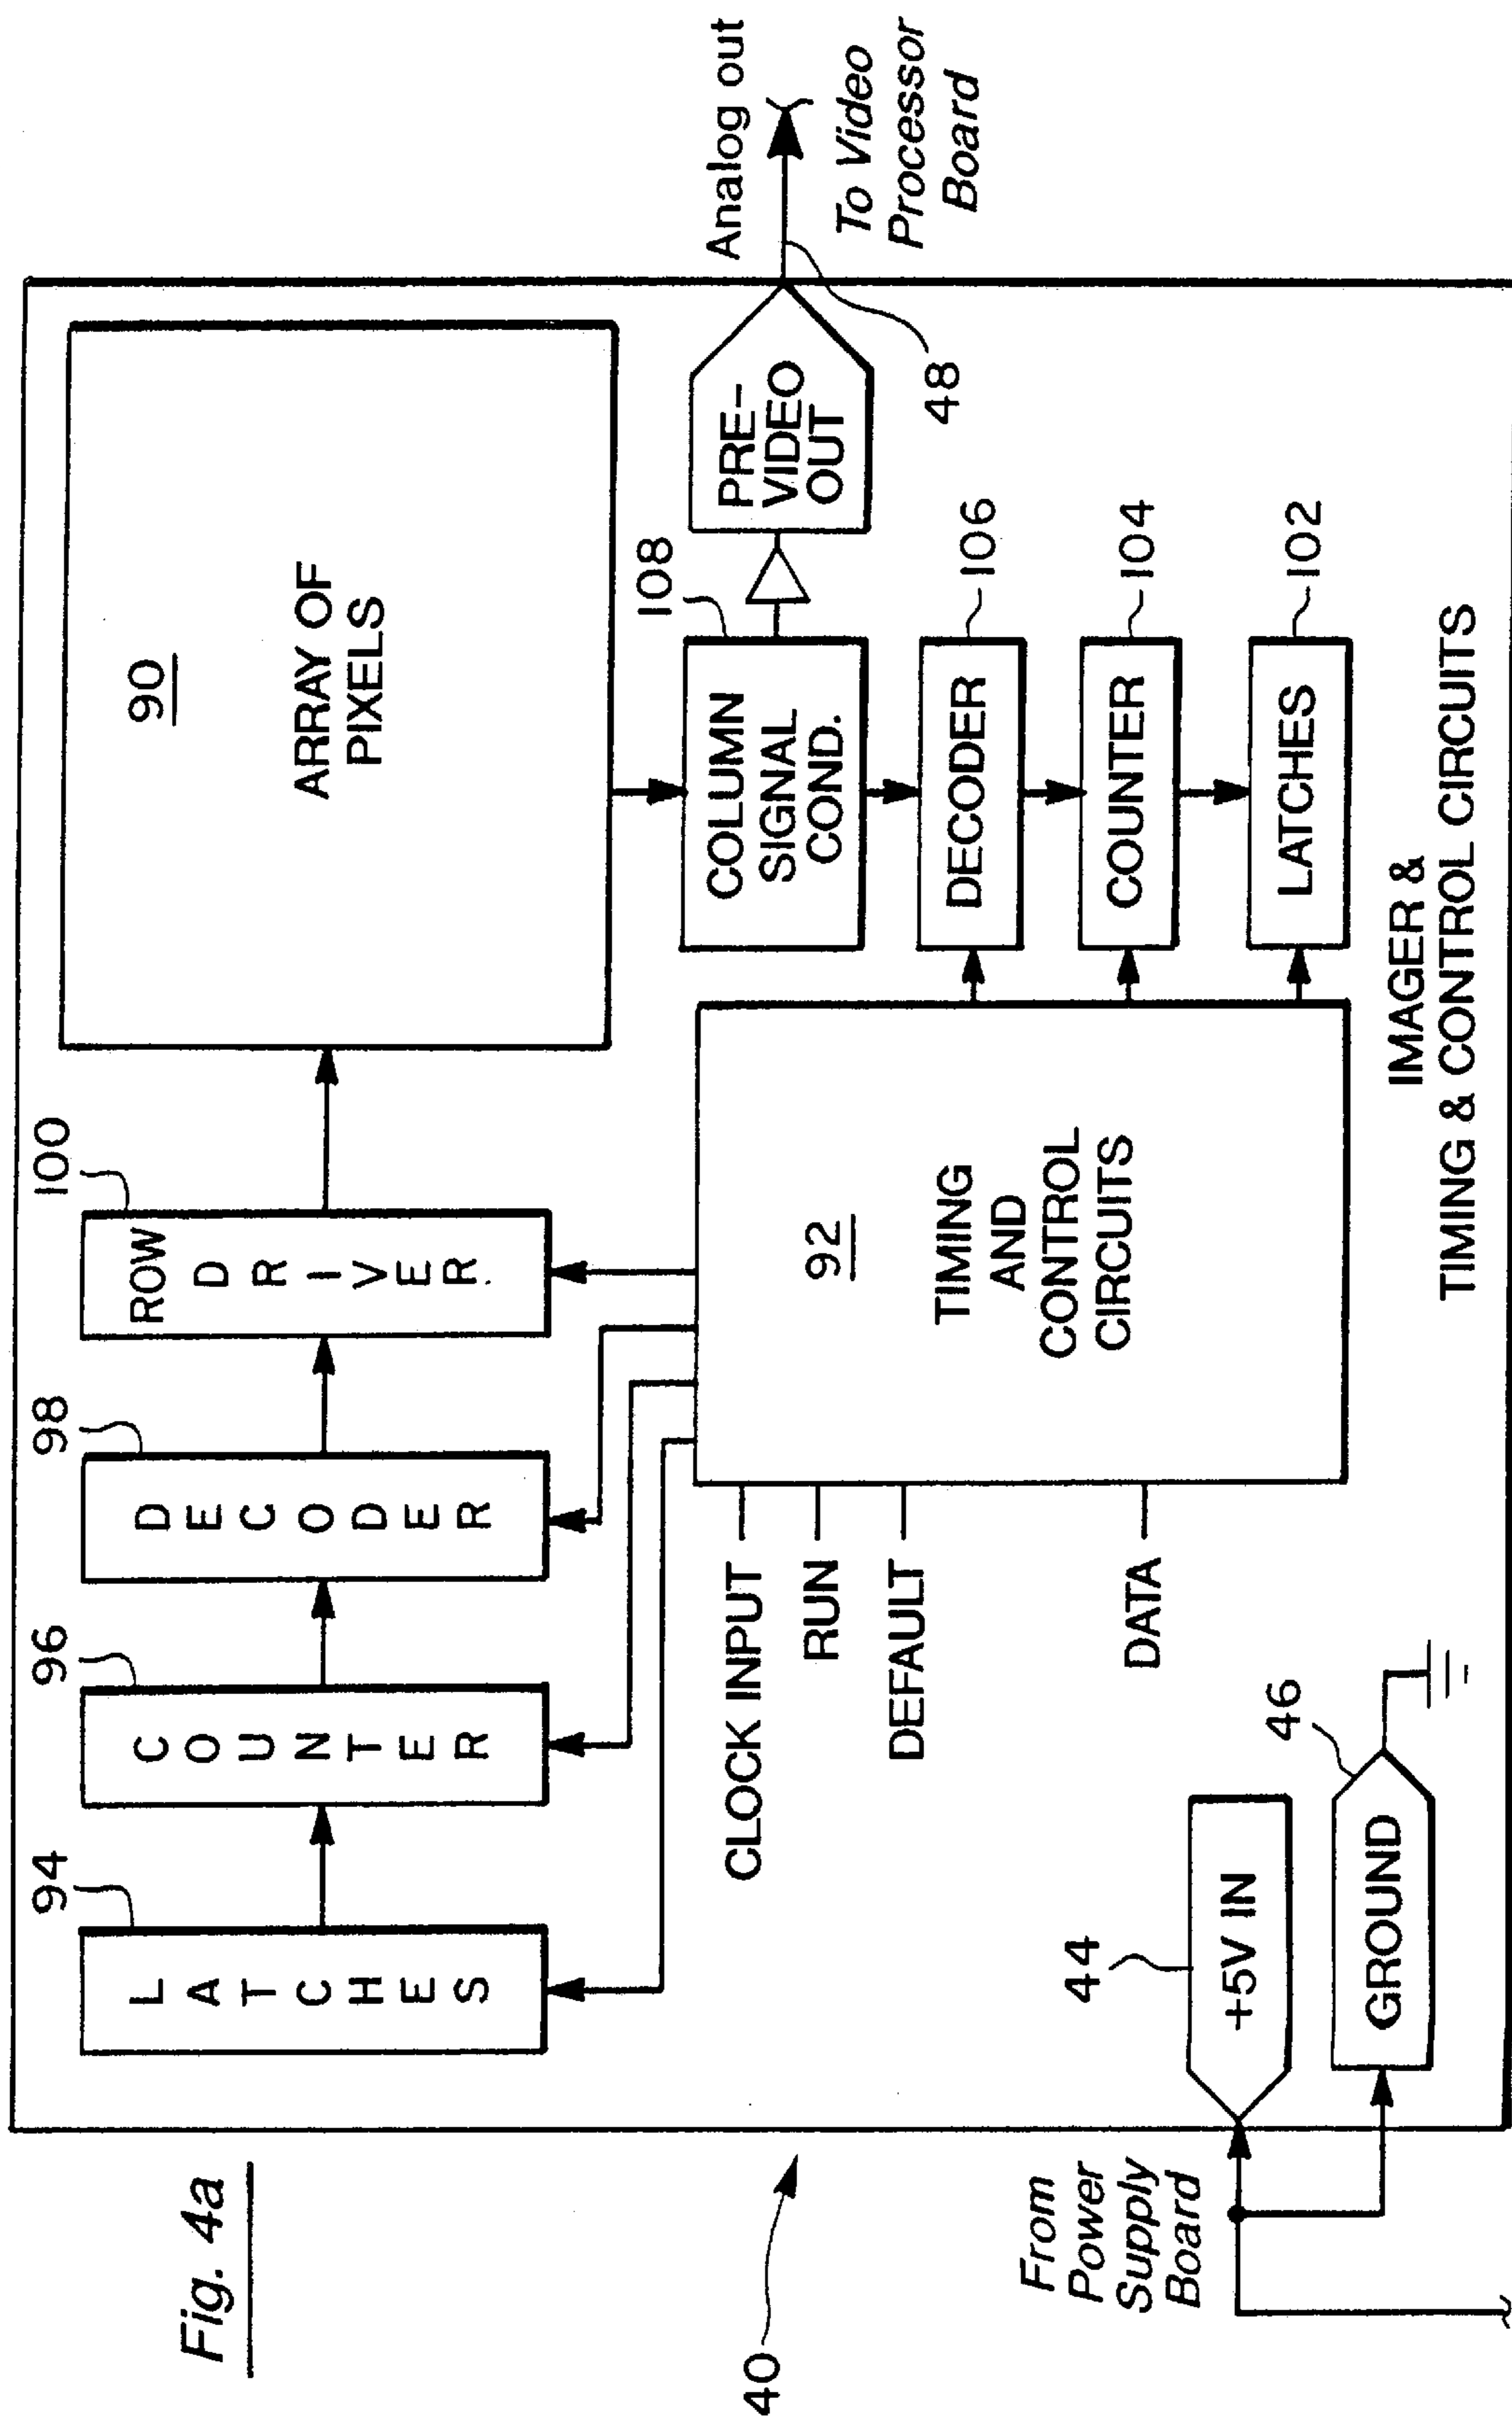 Fig. 4a
40
94
LATCHES
96
COUNTER
98
DECODER
100
ROW
DRIVER.
90
ARRAY OF
PIXELS
108
COLUMN
SIGNAL
COND.
PRE-
VIDEO
OUT
Analog out
48
To Video
Processor
Board
CLOCK INPUT
RUN
DEFAULT
DATA
92
TIMING
AND
CONTROL
CIRCUITS
DECODER
106
COUNTER
104
LATCHES
102
From
Power
Supply
Board
44
+5V IN
46
GROUND
IMAGER &
TIMING & CONTROL CIRCUITS